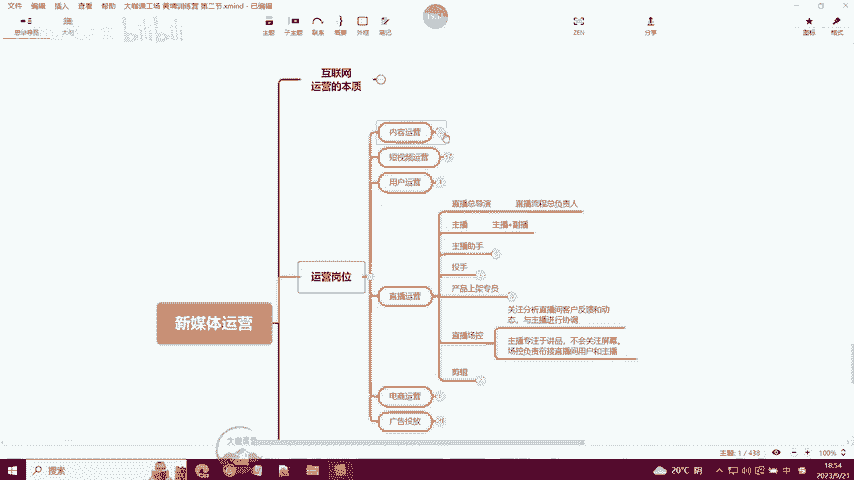 文件 编辑 插入 查看 帮助 大咖课工场 黄埔训练营 第二节.xmind - 已编辑
思维导图 大纲
主题 子主题 联系 概要 外框 笔记
ZEN 分享 图标 格式
bilibili
互联网
运营的本质
内容运营
短视频运营
用户运营
直播总导演 直播流程总负责人
主播 主播+副播
主播助手
运营岗位
投手
直播运营
产品上架专员
新媒体运营
关注分析直播间客户反馈和动
态，与主播进行协调
直播场控
主播专注于讲品，不会关注屏幕。
场控负责衔接直播间用户和主播
剪辑
电商运营
广告投放
主题: 1 / 438
100%
搜索
20°C 阴
中
18:54
2023/9/21